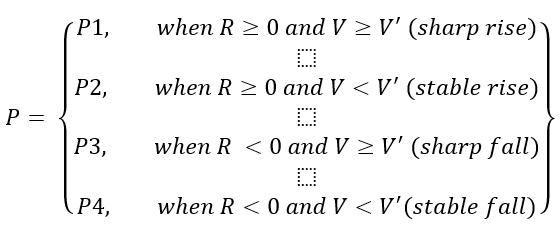 P1, when R ≥ 0 and V ≥ V′ (sharp rise)
P2, when R ≥ 0 and V < V′ (stable rise)
P =
P3, when R < 0 and V ≥ V′ (sharp fall)
P4, when R < 0 and V < V′(stable fall)